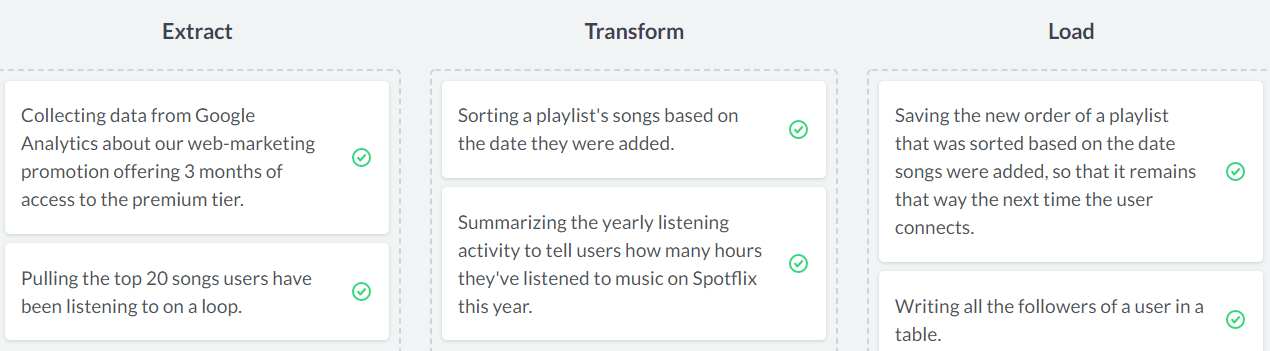 Extract
Collecting data from Google
Analytics about our web-marketing
promotion offering 3 months of
access to the premium tier.
Pulling the top 20 songs users have
been listening to on a loop.
Transform
Sorting a playlist's songs based on
the date they were added.
Summarizing the yearly listening
activity to tell users how many hours
they've listened to music on Spotflix
this year.
Load
Saving the new order of a playlist
that was sorted based on the date
songs were added, so that it remains
that way the next time the user
connects.
Writing all the followers of a user in a
table.